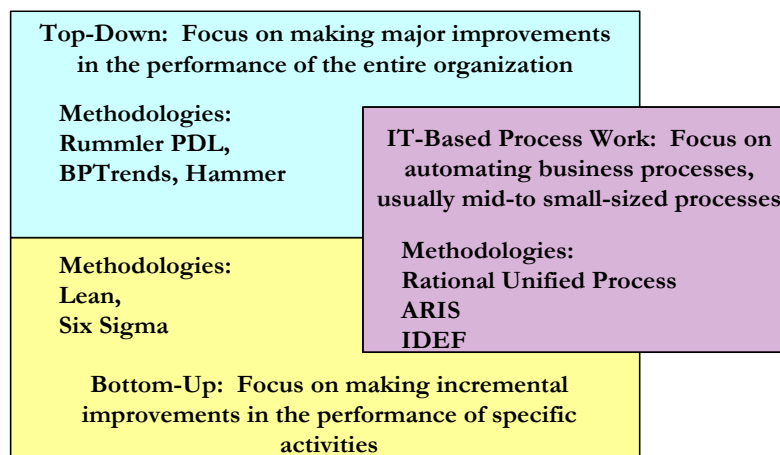 Top-Down: Focus on making major improvements
in the performance of the entire organization
Methodologies:
Rummler PDL,
BPTrends, Hammer
IT-Based Process Work: Focus on
automating business processes,
usually mid-to small-sized processes
Methodologies:
Rational Unified Process
ARIS
IDEF
Methodologies:
Lean,
Six Sigma
Bottom-Up: Focus on making incremental
improvements in the performance of specific
activities